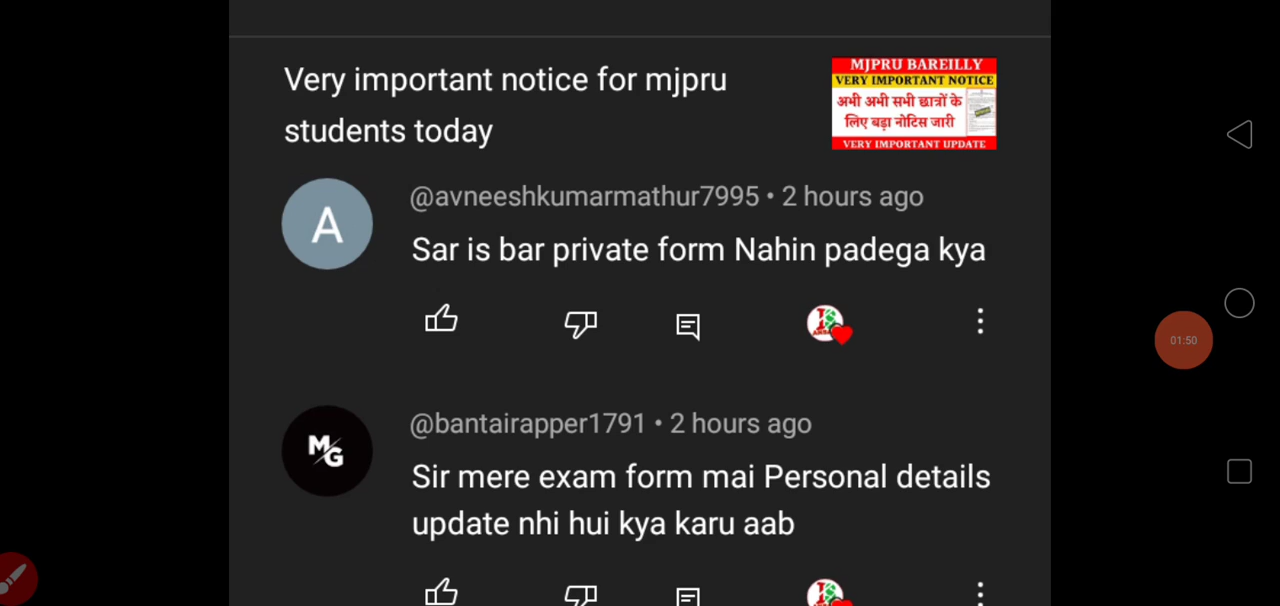 Very important notice for mjpru
students today
MJPRU BAREILLY
VERY IMPORTANT NOTICE
अभी अभी सभी छात्रों के
लिए बढ़ा नोटिस जारी
VERY IMPORTANT UPDATE
A
@avneeshkumarmathur7995 • 2 hours ago
Sar is bar private form Nahin padega kya
01:50
MG
@bantairapper1791 • 2 hours ago
Sir mere exam form mai Personal details
update nhi hui kya karu aab